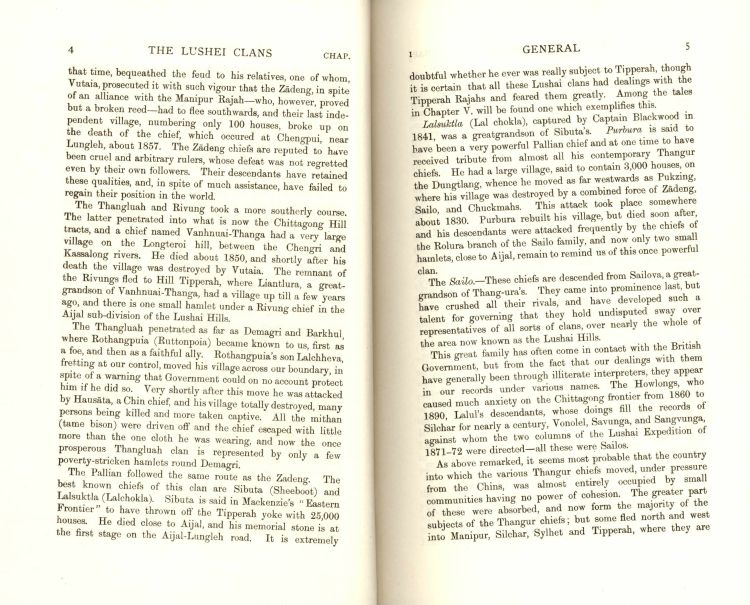 4 THE LUSHEI CLANS CHAP.
that time, bequeathed the feud to his relatives, one of whom,
Vutaia, prosecuted it with such vigour that the Zādeng, in spite
of an alliance with the Manipur Rajah—who, however, proved
but a broken reed—had to flee southwards, and their last inde-
pendent village, numbering only 100 houses, broke up on
the death of the chief, which occured at Chengpui, near
Lungleh, about 1857. The Zādeng chiefs are reputed to have
been cruel and arbitrary rulers, whose defeat was not regretted
even by their own followers. Their descendants have retained
these qualities, and, in spite of much assistance, have failed to
regain their position in the world.
The Thangluah and Rivung took a more southerly course.
The latter penetrated into what is now the Chittagong Hill
tracts, and a chief named Vanhnuai-Thanga had a very large
village on the Longteroi hill, between the Chengri and
Kassalong rivers. He died about 1850, and shortly after his
death the village was destroyed by Vutaia. The remnant of
the Rivungs fled to Hill Tipperah, where Liantlura, a great-
grandson of Vanhnuai-Thanga, had a village up till a few years
ago, and there is one small hamlet under a Rivung chief in the
Aijal sub-division of the Lushai Hills.
The Thangluah penetrated as far as Demagri and Barkhul,
where Rothangpuia (Ruttonpoia) became known to us, first as
a foe, and then as a faithful ally. Rothangpuia's son Lalchheva,
fretting at our control, moved his village across our boundary, in
spite of a warning that Government could on no account protect
him if he did so. Very shortly after this move he was attacked
by Hausāta, a Chin chief, and his village totally destroyed, many
persons being killed and more taken captive. All the mithan
(tame bison) were driven off and the chief escaped with little
more than the one cloth he was wearing, and now the once
prosperous Thangluah clan is represented by only a few
poverty-stricken hamlets round Demagri.
The Pallian followed the same route as the Zadeng. The
best known chiefs of this clan are Sibuta (Sheeboot) and
Lalsuktla (Lalchokla). Sibuta is said in Mackenzie's "Eastern
Frontier" to have thrown off the Tipperah yoke with 25,000
houses. He died close to Aijal, and his memorial stone is at
the first stage on the Aijal-Lungleh road. It is extremely
I GENERAL 5
doubtful whether he ever was really subject to Tipperah, though
it is certain that all these Lushai clans had dealings with the
Tipperah Rajahs and feared them greatly. Among the tales
in Chapter V. will be found one which exemplifies this.
Lalsuktla (Lal chokla), captured by Captain Blackwood in
1841, was a greatgrandson of Sibuta's. Purbura is said to
have been a very powerful Pallian chief and at one time to have
received tribute from almost all his contemporary Thangur
chiefs. He had a large village, said to contain 3,000 houses, on
the Dungtlang, whence he moved as far westwards as Pukzing,
where his village was destroyed by a combined force of Zādeng,
Sailo, and Chuckmahs. This attack took place somewhere
about 1830. Purbura rebuilt his village, but died soon after,
and his descendants were attacked frequently by the chiefs of
the Rolura branch of the Sailo family, and now only two small
hamlets, close to Aijal, remain to remind us of this once powerful
clan.
The Sailo.—These chiefs are descended from Sailova, a great-
grandson of Thang-ura's. They came into prominence last, but
have crushed all their rivals, and have developed such a
talent for governing that they hold undisputed sway over
representatives of all sorts of clans, over nearly the whole of
the area now known as the Lushai Hills.
This great family has often come in contact with the British
Government, but from the fact that our dealings with them
have generally been through illiterate interpreters, they appear
in our records under various names. The Howlongs, who
caused much anxiety on the Chittagong frontier from 1860 to
1890, Lalul's descendants, whose doings fill the records of
Silchar for nearly a century, Vonolel, Savunga, and Sangvunga,
against whom the two columns of the Lushai Expedition of
1871-72 were directed—all these were Sailo.
As above remarked, it seems most probable that the country
into which the various Thangur chiefs moved, under pressure
from the Chins, was almost entirely occupied by small
communities having no power of cohesion. The greater part
of these were absorbed, and now form the majority of the
subjects of the Thangur chiefs; but some fled north and west
into Manipur, Silchar, Sylhet and Tipperah, where they are